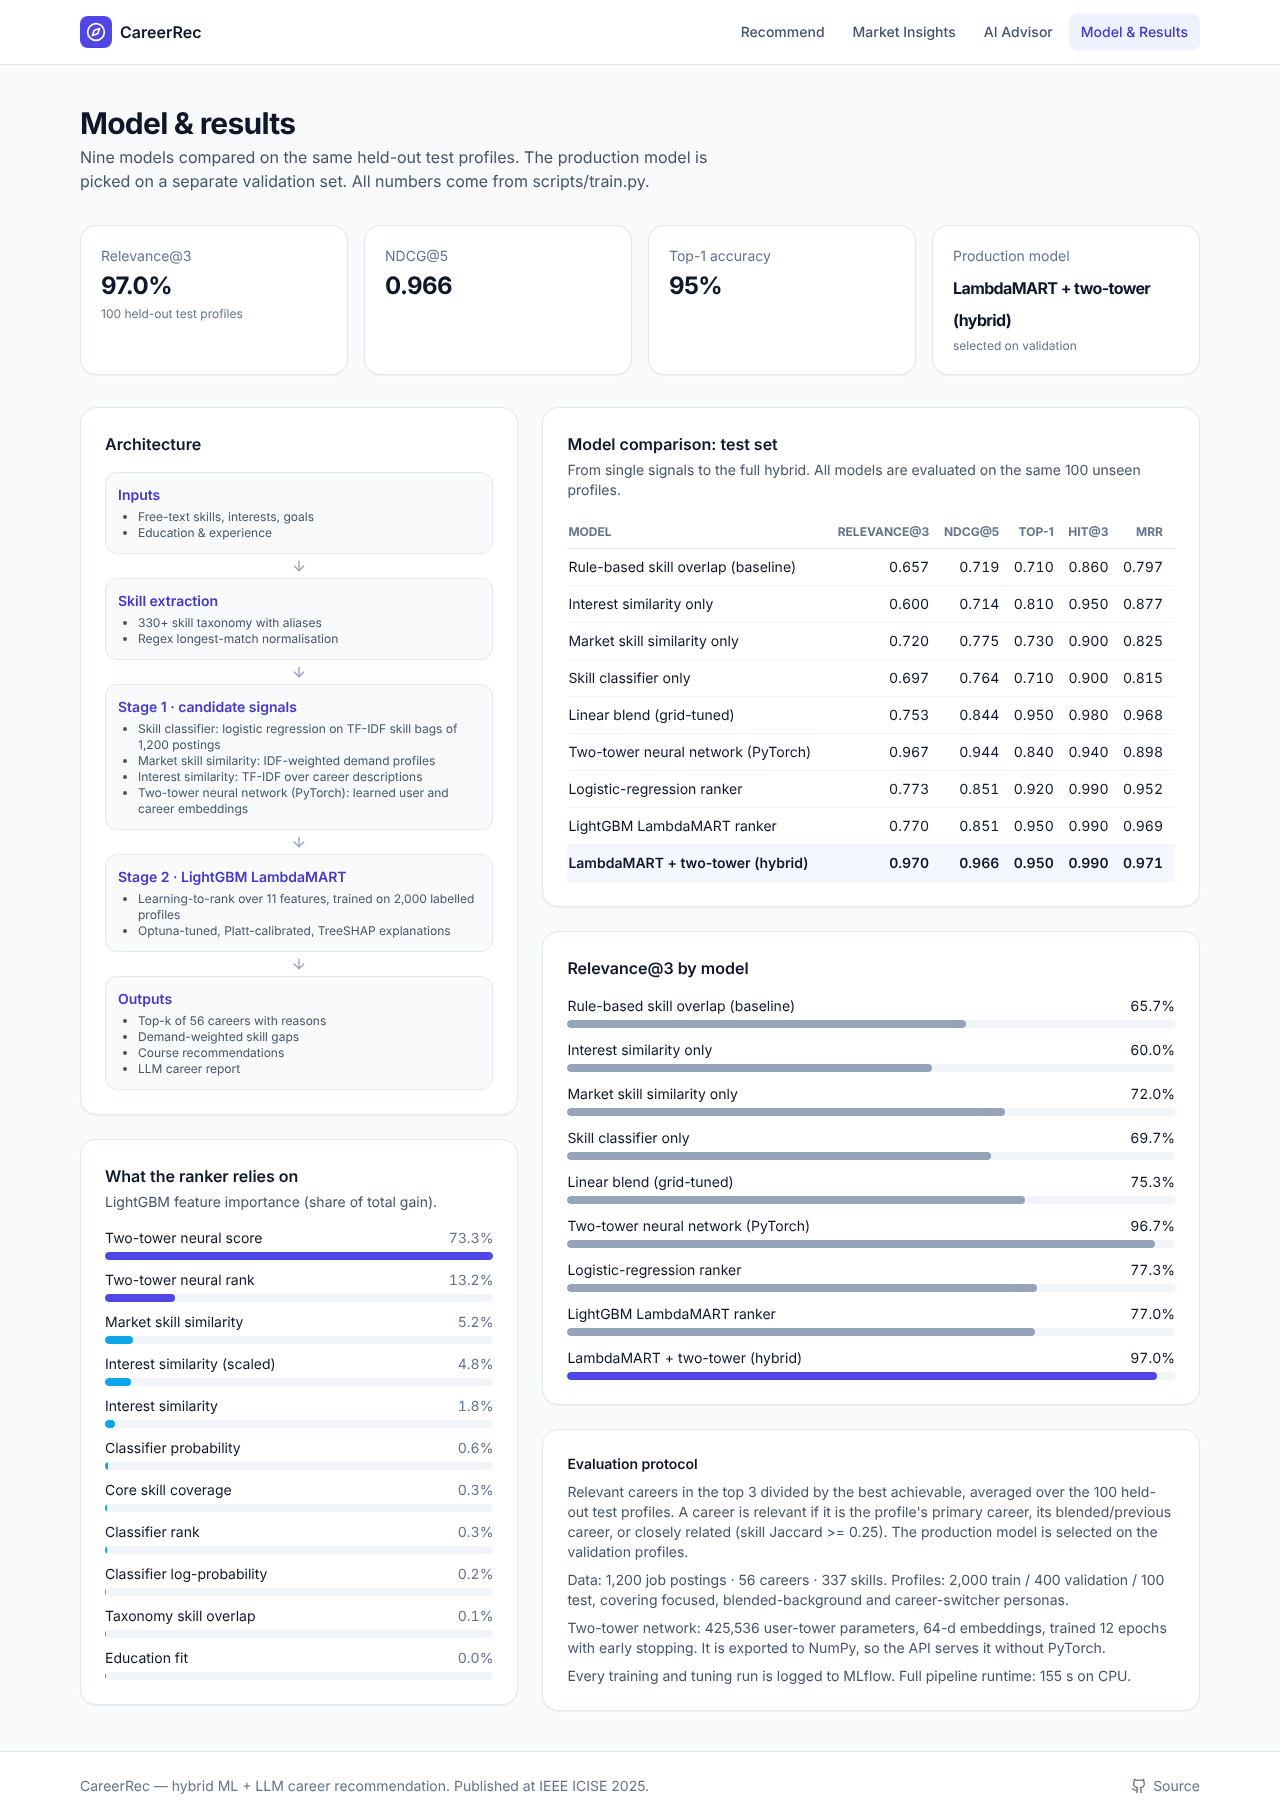 CareerRec
Recommend
Market Insights
AI Advisor
Model & Results
Model & results
Nine models compared on the same held-out test profiles. The production model is
picked on a separate validation set. All numbers come from scripts/train.py.
Relevance@3
97.0%
100 held-out test profiles
NDCG@5
0.966
Top-1 accuracy
95%
Production model
LambdaMART + two-tower
(hybrid)
selected on validation
Architecture
Inputs
• Free-text skills, interests, goals
• Education & experience
↓
Skill extraction
• 330+ skill taxonomy with aliases
• Regex longest-match normalisation
↓
Stage 1 · candidate signals
• Skill classifier: logistic regression on TF-IDF skill bags of
1,200 postings
• Market skill similarity: IDF-weighted demand profiles
• Interest similarity: TF-IDF over career descriptions
• Two-tower neural network (PyTorch): learned user and
career embeddings
↓
Stage 2 · LightGBM LambdaMART
• Learning-to-rank over 11 features, trained on 2,000 labelled
profiles
• Optuna-tuned, Platt-calibrated, TreeSHAP explanations
↓
Outputs
• Top-k of 56 careers with reasons
• Demand-weighted skill gaps
• Course recommendations
• LLM career report
What the ranker relies on
LightGBM feature importance (share of total gain).
Two-tower neural score 73.3%
Two-tower neural rank 13.2%
Market skill similarity 5.2%
Interest similarity (scaled) 4.8%
Interest similarity 1.8%
Classifier probability 0.6%
Core skill coverage 0.3%
Classifier rank 0.3%
Classifier log-probability 0.2%
Taxonomy skill overlap 0.1%
Education fit 0.0%
Model comparison: test set
From single signals to the full hybrid. All models are evaluated on the same 100 unseen
profiles.
MODEL RELEVANCE@3 NDCG@5 TOP-1 HIT@3 MRR
Rule-based skill overlap (baseline) 0.657 0.719 0.710 0.860 0.797
Interest similarity only 0.600 0.714 0.810 0.950 0.877
Market skill similarity only 0.720 0.775 0.730 0.900 0.825
Skill classifier only 0.697 0.764 0.710 0.900 0.815
Linear blend (grid-tuned) 0.753 0.844 0.950 0.980 0.968
Two-tower neural network (PyTorch) 0.967 0.944 0.840 0.940 0.898
Logistic-regression ranker 0.773 0.851 0.920 0.990 0.952
LightGBM LambdaMART ranker 0.770 0.851 0.950 0.990 0.969
LambdaMART + two-tower (hybrid) 0.970 0.966 0.950 0.990 0.971
Relevance@3 by model
Rule-based skill overlap (baseline) 65.7%
Interest similarity only 60.0%
Market skill similarity only 72.0%
Skill classifier only 69.7%
Linear blend (grid-tuned) 75.3%
Two-tower neural network (PyTorch) 96.7%
Logistic-regression ranker 77.3%
LightGBM LambdaMART ranker 77.0%
LambdaMART + two-tower (hybrid) 97.0%
Evaluation protocol
Relevant careers in the top 3 divided by the best achievable, averaged over the 100 held-
out test profiles. A career is relevant if it is the profile's primary career, its blended/previous
career, or closely related (skill Jaccard >= 0.25). The production model is selected on the
validation profiles.
Data: 1,200 job postings · 56 careers · 337 skills. Profiles: 2,000 train / 400 validation / 100
test, covering focused, blended-background and career-switcher personas.
Two-tower network: 425,536 user-tower parameters, 64-d embeddings, trained 12 epochs
with early stopping. It is exported to NumPy, so the API serves it without PyTorch.
Every training and tuning run is logged to MLflow. Full pipeline runtime: 155 s on CPU.
CareerRec — hybrid ML + LLM career recommendation. Published at IEEE ICISE 2025.
Source